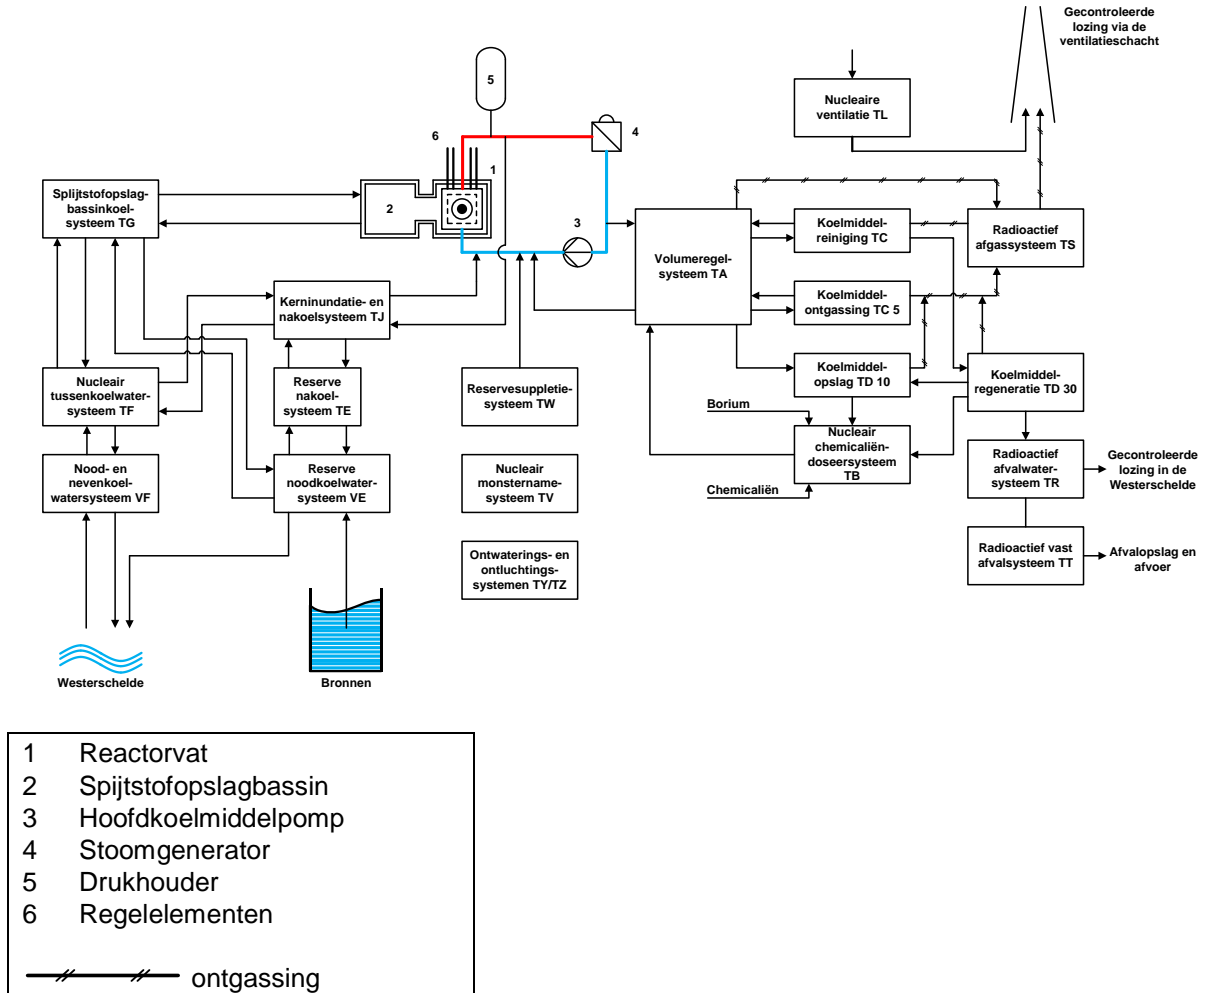 Gecontroleerde
lozing via de
ventilatieschacht
5
Nucleaire
ventilatie TL
6
4
1
Splijtstofopslag-
bassinkoel-
systeem TG
2
3
Volumeregel-
systeem TA
Koelmiddel-
reiniging TC
Radioactief
afgassysteem TS
Kerninundatie- en
nakoelsysteem TJ
Koelmiddel-
ontgassing TC 5
Nucleair
tussenkoelwater-
systeem TF
Reserve
nakoel-
systeem TE
Reservesuppletie-
systeem TW
Koelmiddel-
opslag TD 10
Koelmiddel-
regeneratie TD 30
Borium
Nucleair
chemicaliën-
doseersysteem
TB
Chemicaliën
Nood- en
nevenkoel-
watersysteem VF
Reserve
noodkoelwater-
systeem VE
Nucleair
monstername-
systeem TV
Radioactief
afvalwater-
systeem TR
Gecontroleerde
lozing in de
Westerschelde
Ontwaterings- en
ontluchtings-
systemen TY/TZ
Radioactief vast
afvalsysteem TT
Afvalopslag en
afvoer
Westerschelde
Bronnen
1 Reactorvat
2 Spijtstofopslagbassin
3 Hoofdkoelmiddelpomp
4 Stoomgenerator
5 Drukhouder
6 Regelelementen
ontgassing